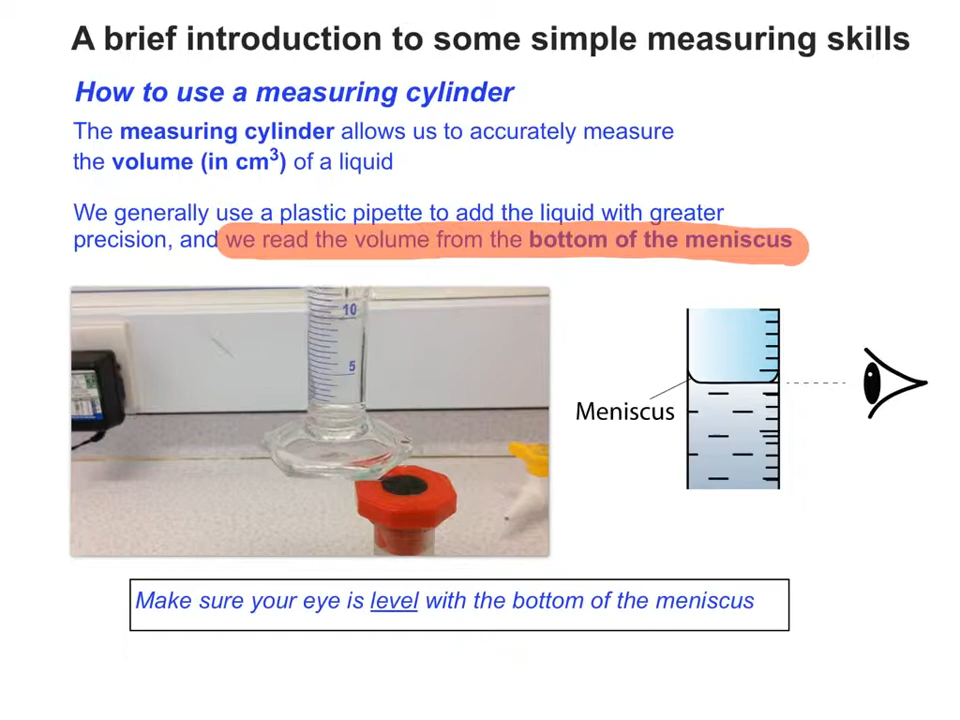 A brief introduction to some simple measuring skills
How to use a measuring cylinder
The measuring cylinder allows us to accurately measure
the volume (in cm³) of a liquid
We generally use a plastic pipette to add the liquid with greater
precision, and we read the volume from the bottom of the meniscus
10
5
Meniscus
Make sure your eye is level with the bottom of the meniscus